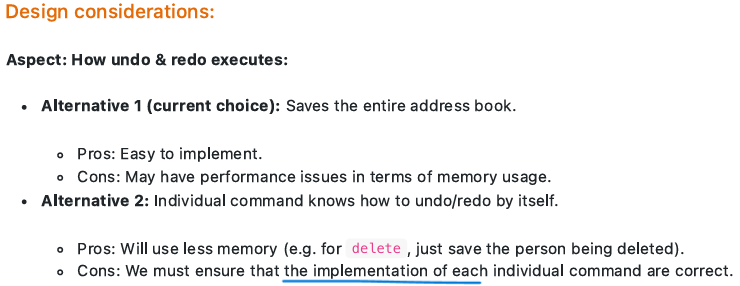 Design considerations:
Aspect: How undo & redo executes:
• Alternative 1 (current choice): Saves the entire address book.
◦ Pros: Easy to implement.
◦ Cons: May have performance issues in terms of memory usage.
• Alternative 2: Individual command knows how to undo/redo by itself.
◦ Pros: Will use less memory (e.g. for delete , just save the person being deleted).
◦ Cons: We must ensure that the implementation of each individual command are correct.